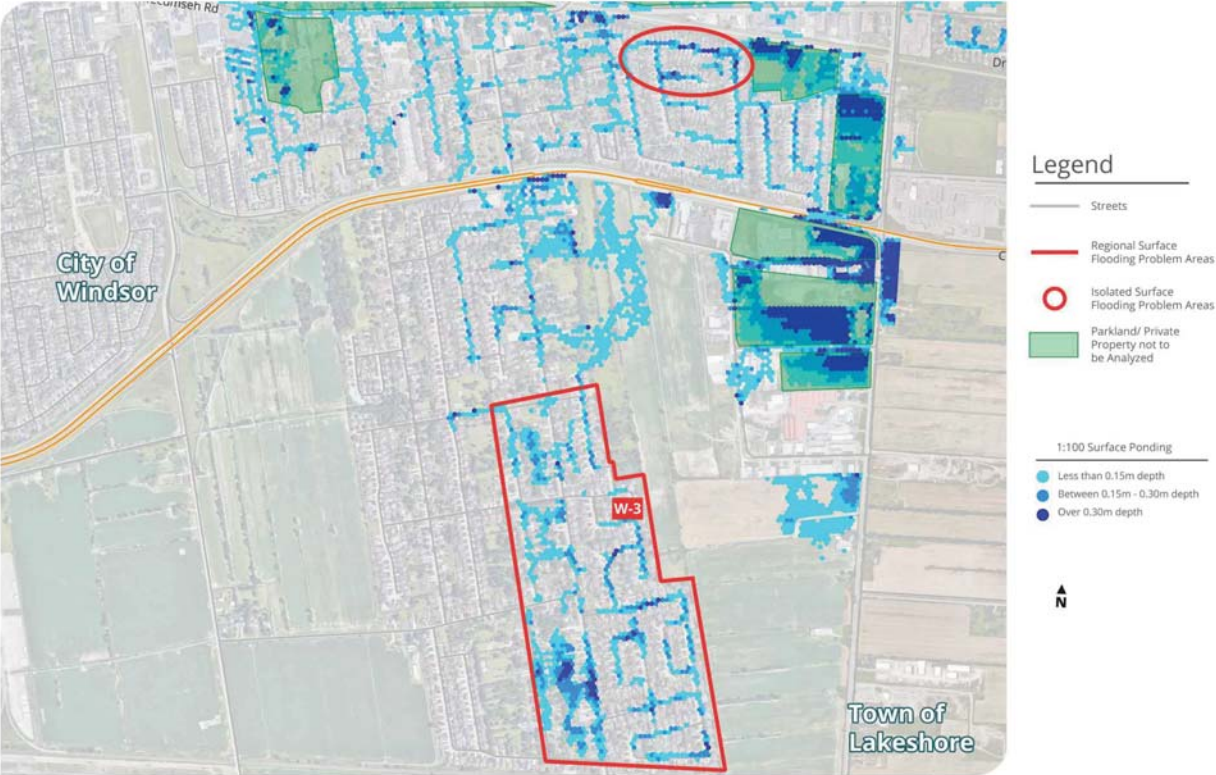 Legend
Streets
Regional Surface
Flooding Problem Areas
Isolated Surface
Flooding Problem Areas
Parkland/ Private
Property not to
be Analyzed
1:100 Surface Ponding
Less than 0.15m depth
Between 0.15m - 0.30m depth
Over 0.30m depth
N
City of
Windsor
W-3
Town of
Lakeshore
Rd